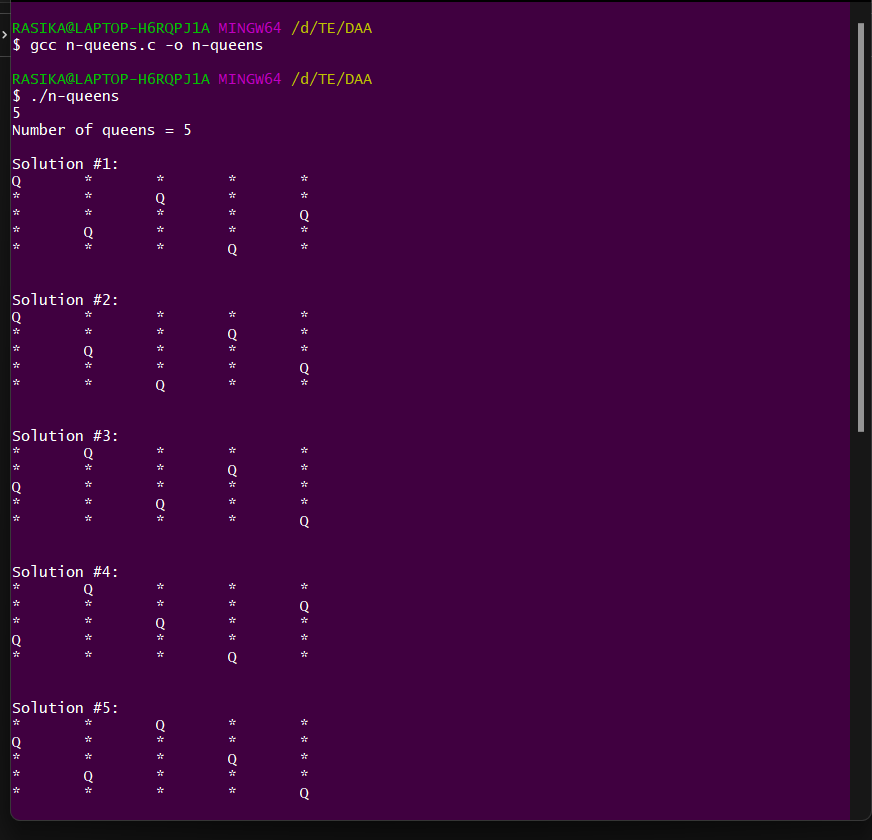 RASIKA@LAPTOP-H6RQPJ1A MINGW64 /d/TE/DAA
$ gcc n-queens.c -o n-queens
RASIKA@LAPTOP-H6RQPJ1A MINGW64 /d/TE/DAA
$ ./n-queens
5
Number of queens = 5
Solution #1:
Q * * * *
* * Q * *
* * * * Q
* Q * * *
* * * Q *
Solution #2:
Q * * * *
* * * Q *
* Q * * *
* * * * Q
* * Q * *
Solution #3:
* Q * * *
* * * Q *
Q * * * *
* * Q * *
* * * * Q
Solution #4:
* Q * * *
* * * * Q
* * Q * *
Q * * * *
* * * Q *
Solution #5:
* * Q * *
Q * * * *
* * * Q *
* Q * * *
* * * * Q